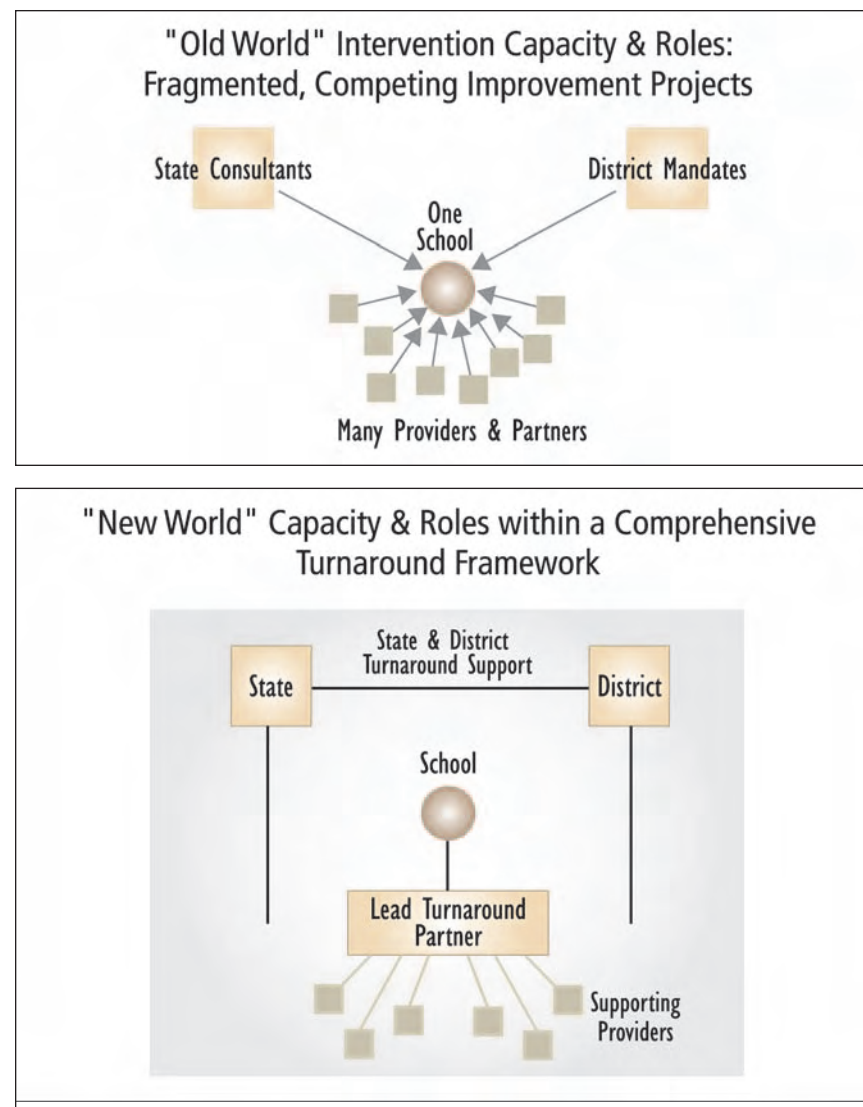 "Old World" Intervention Capacity & Roles:
Fragmented, Competing Improvement Projects
State Consultants
District Mandates
One
School
Many Providers & Partners
"New World" Capacity & Roles within a Comprehensive
Turnaround Framework
State & District
Turnaround Support
State
District
School
Lead Turnaround
Partner
Supporting
Providers